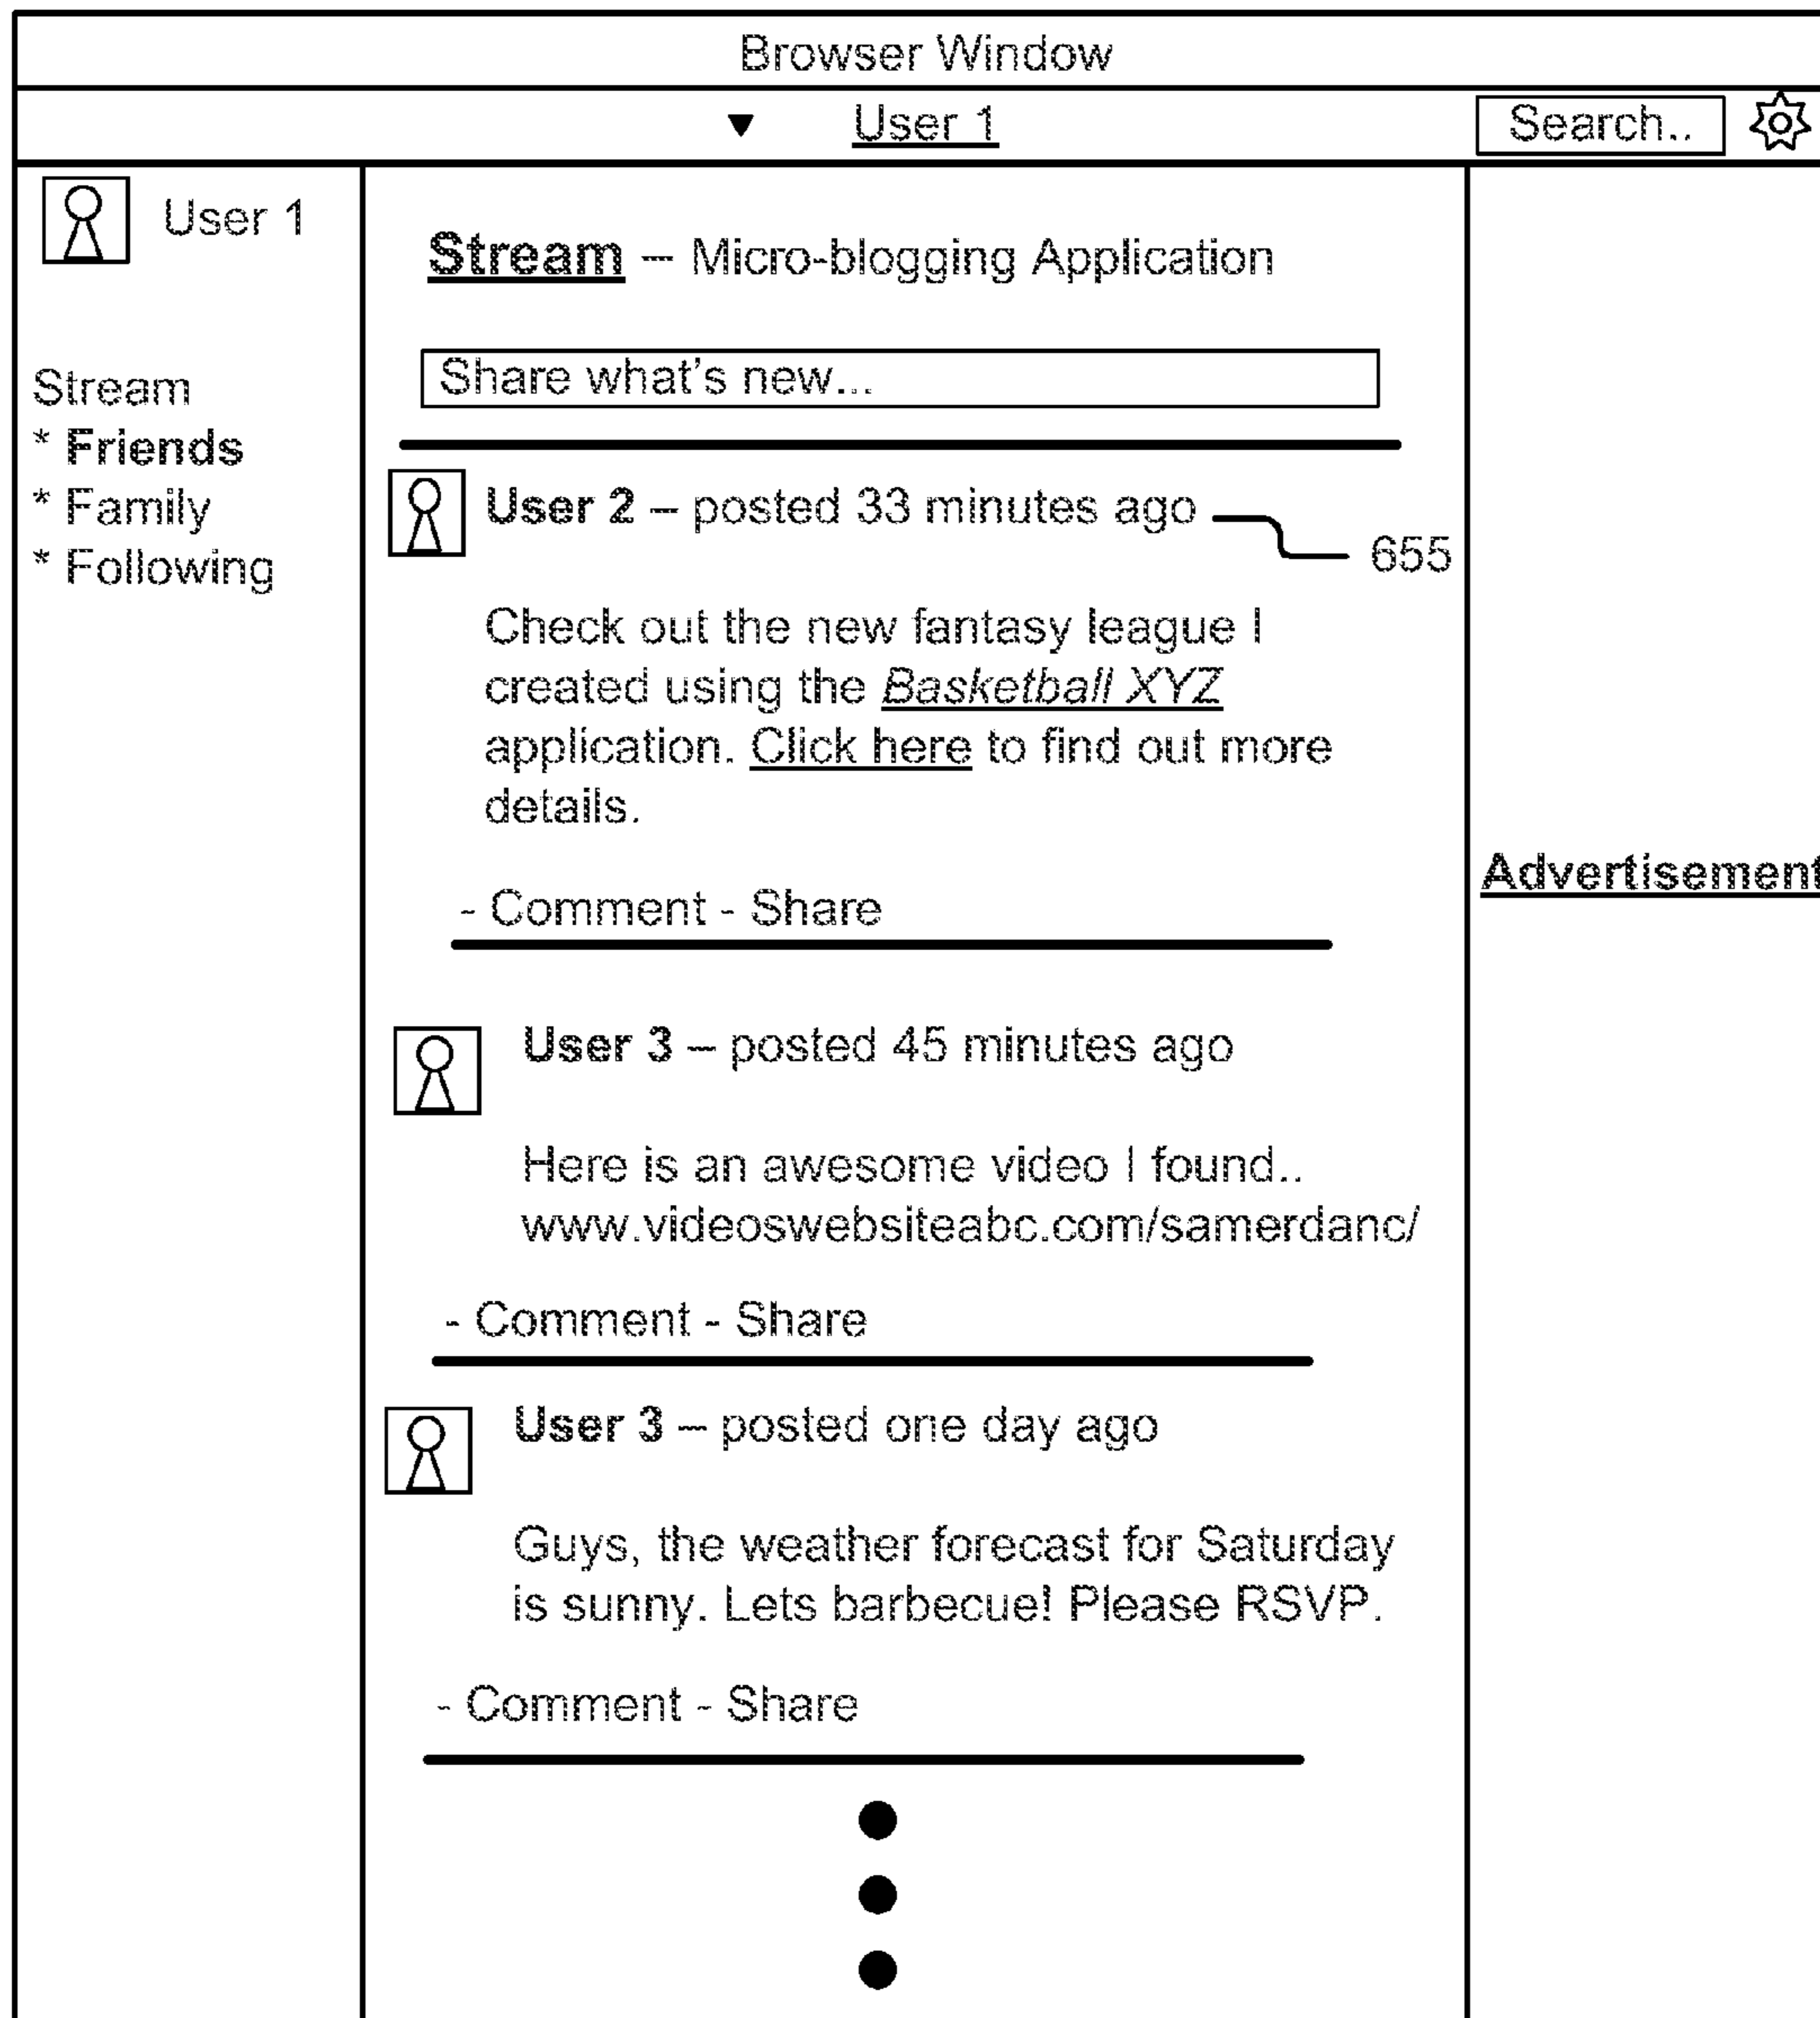 Browser Window
▼ User 1 Search..
User 1
Stream
* Friends
* Family
* Following
Stream – Micro-blogging Application
Share what's new...
User 2 – posted 33 minutes ago
655
Check out the new fantasy league I
created using the Basketball XYZ
application. Click here to find out more
details.
- Comment - Share
User 3 – posted 45 minutes ago
Here is an awesome video I found..
www.videoswebsiteabc.com/samerdanc/
- Comment - Share
User 3 – posted one day ago
Guys, the weather forecast for Saturday
is sunny. Lets barbecue! Please RSVP.
- Comment - Share
Advertisement